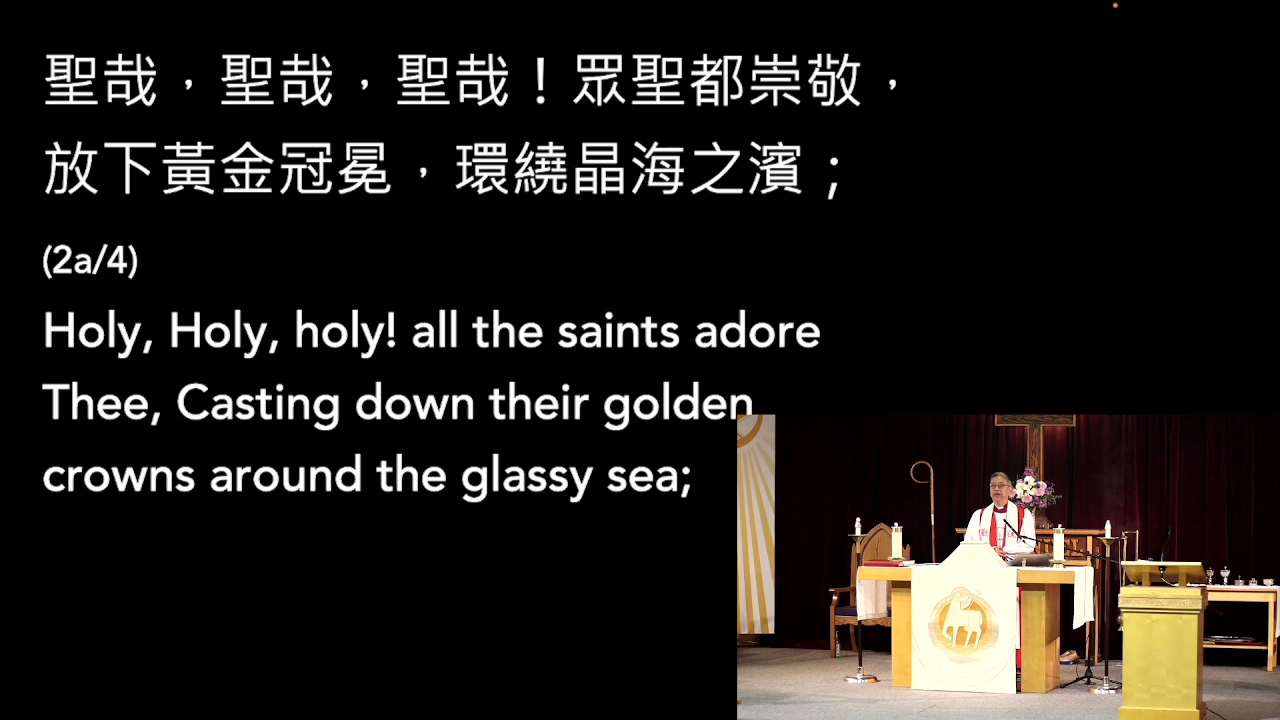 聖哉，聖哉，聖哉！眾聖都崇敬，
放下黃金冠冕，環繞晶海之濱；
(2a/4)
Holy, Holy, holy! all the saints adore
Thee, Casting down their golden
crowns around the glassy sea;